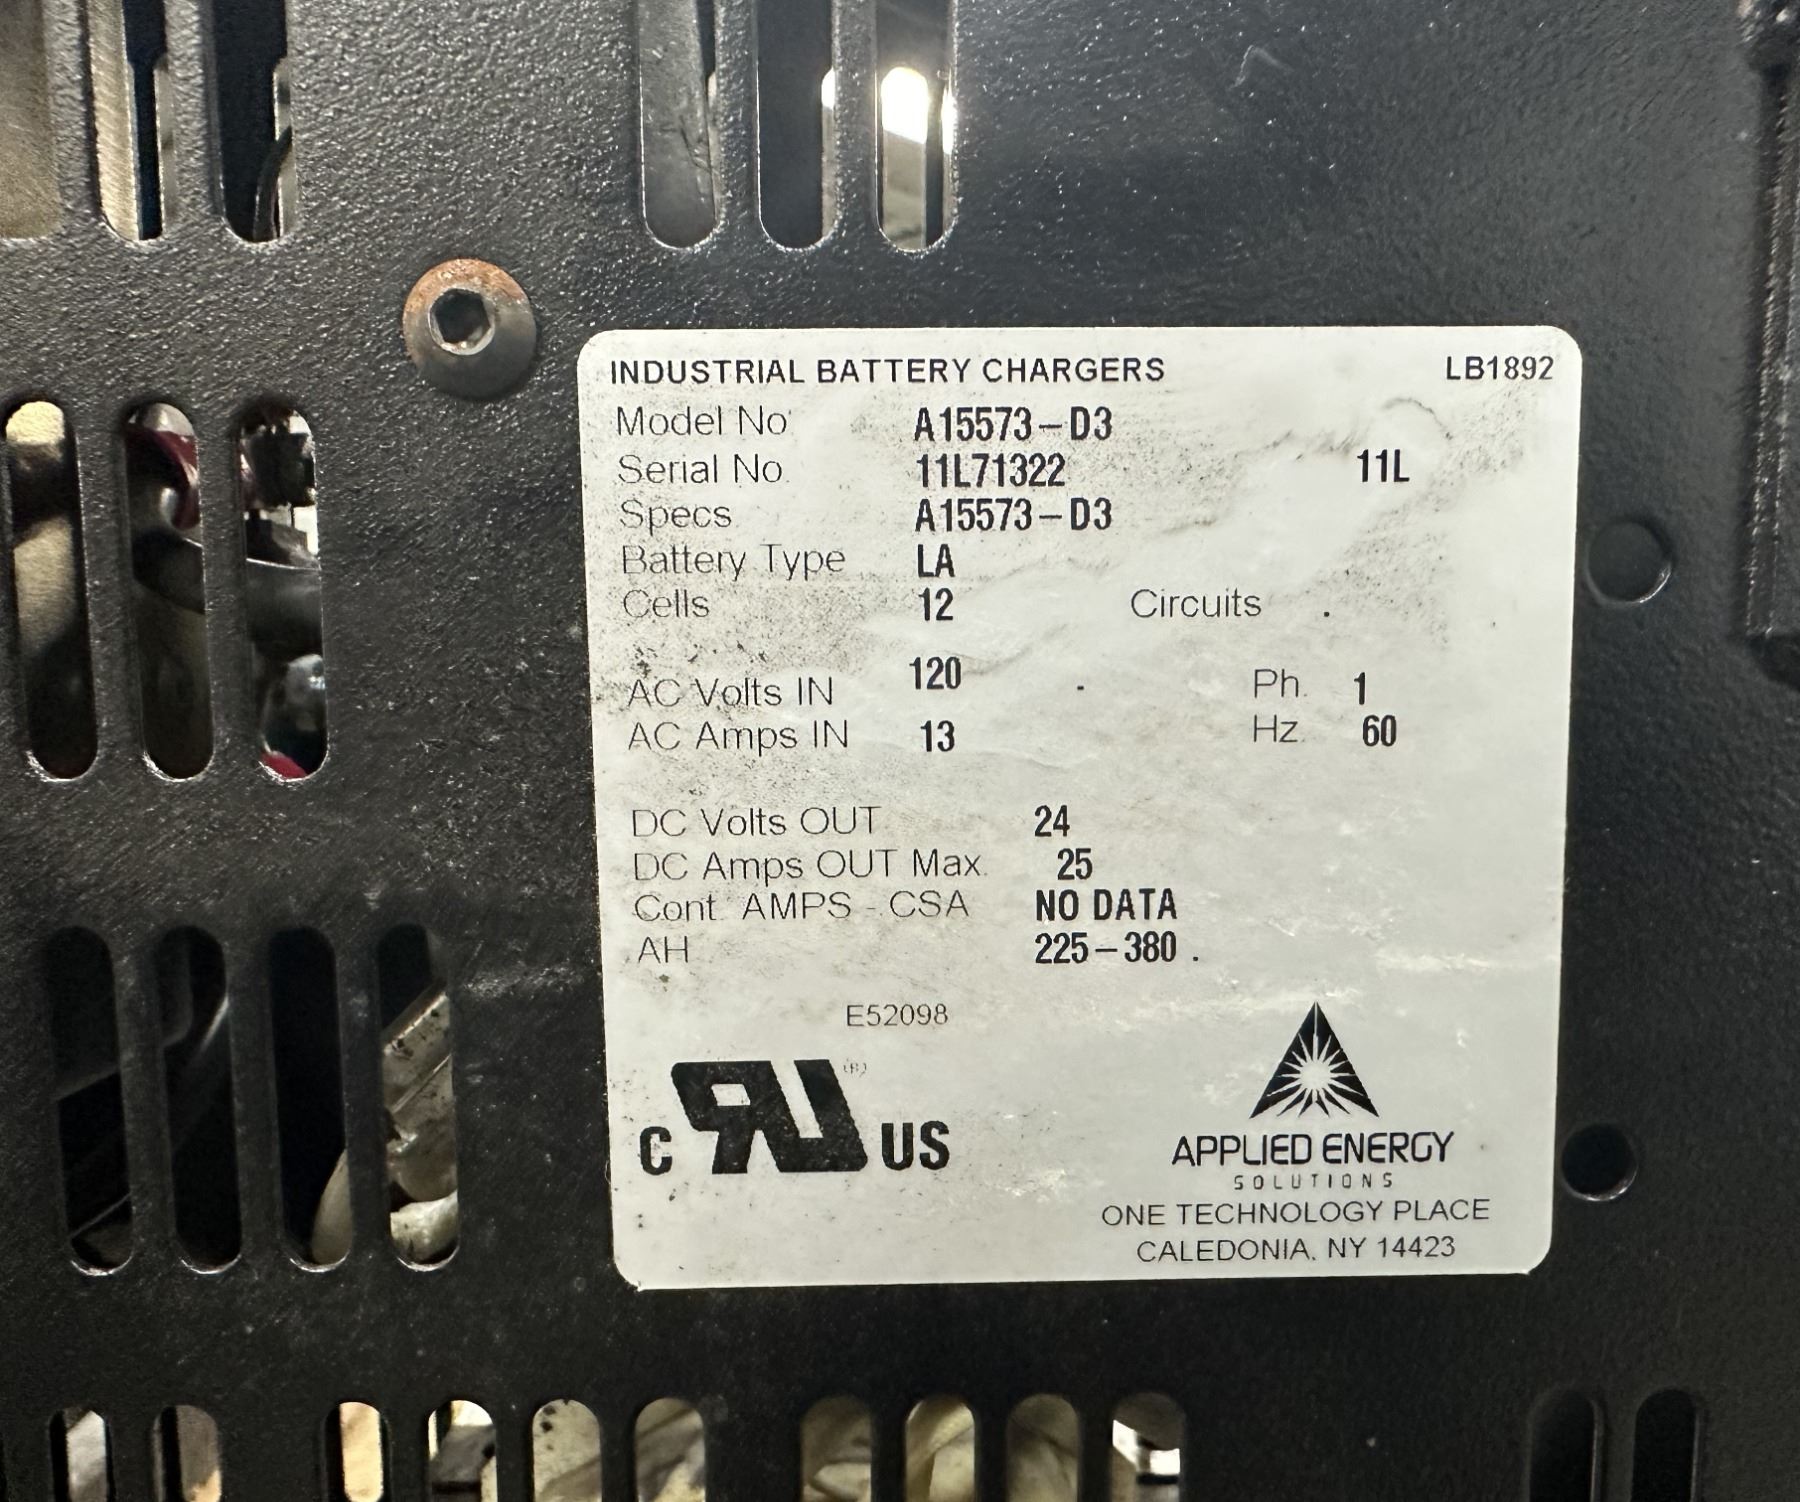 INDUSTRIAL BATTERY CHARGERS LB1892
Model No A15573-D3
Serial No. 11L71322 11L
Specs A15573-D3
Battery Type LA
Cells 12 Circuits .
AC Volts IN 120 . Ph. 1
AC Amps IN 13 Hz. 60
DC Volts OUT 24
DC Amps OUT Max. 25
Cont. AMPS - CSA NO DATA
AH 225-380 .
E52098
C RU ® US
APPLIED ENERGY
SOLUTIONS
ONE TECHNOLOGY PLACE
CALEDONIA, NY 14423